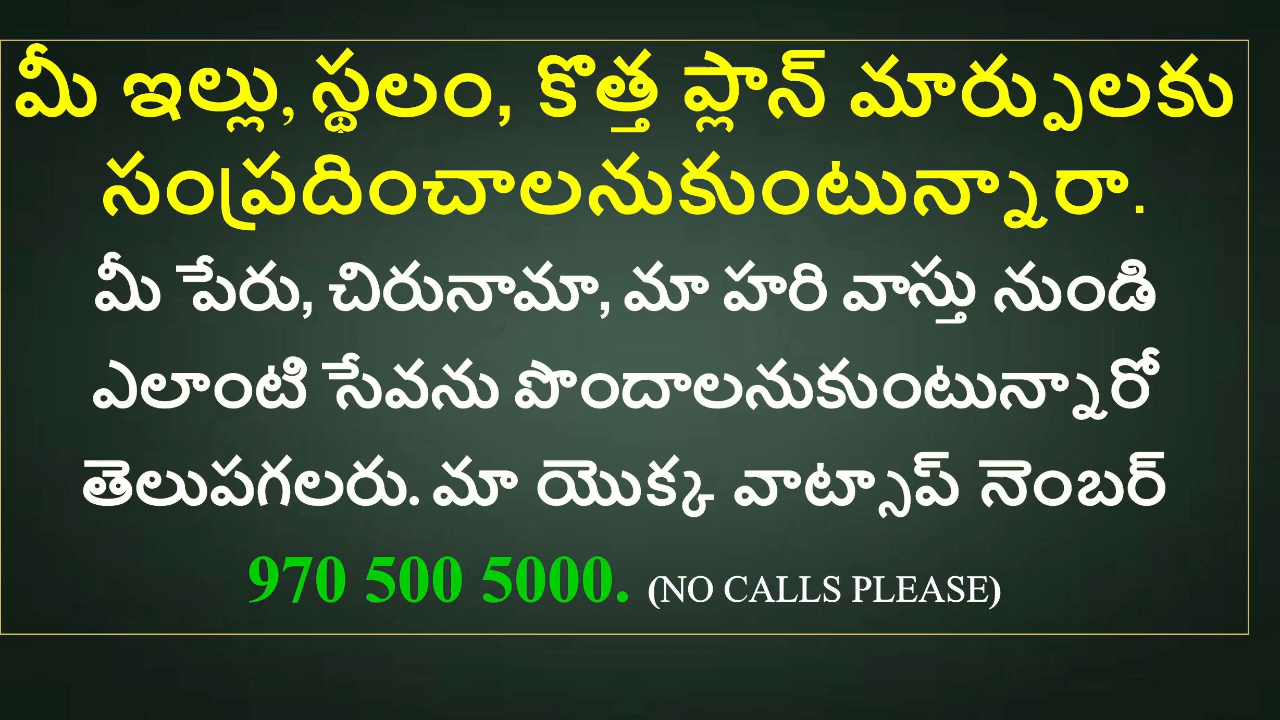 మీ ఇల్లు, స్థలం, కొత్త ప్లాన్ మార్పులకు
సంప్రదించాలనుకుంటున్నారా.
మీ పేరు, చిరునామా, మా హరి వాస్తు నుండి
ఎలాంటి సేవను పొందాలనుకుంటున్నారో
తెలుపగలరు. మా యొక్క వాట్సాప్ నెంబర్
970 500 5000. (NO CALLS PLEASE)